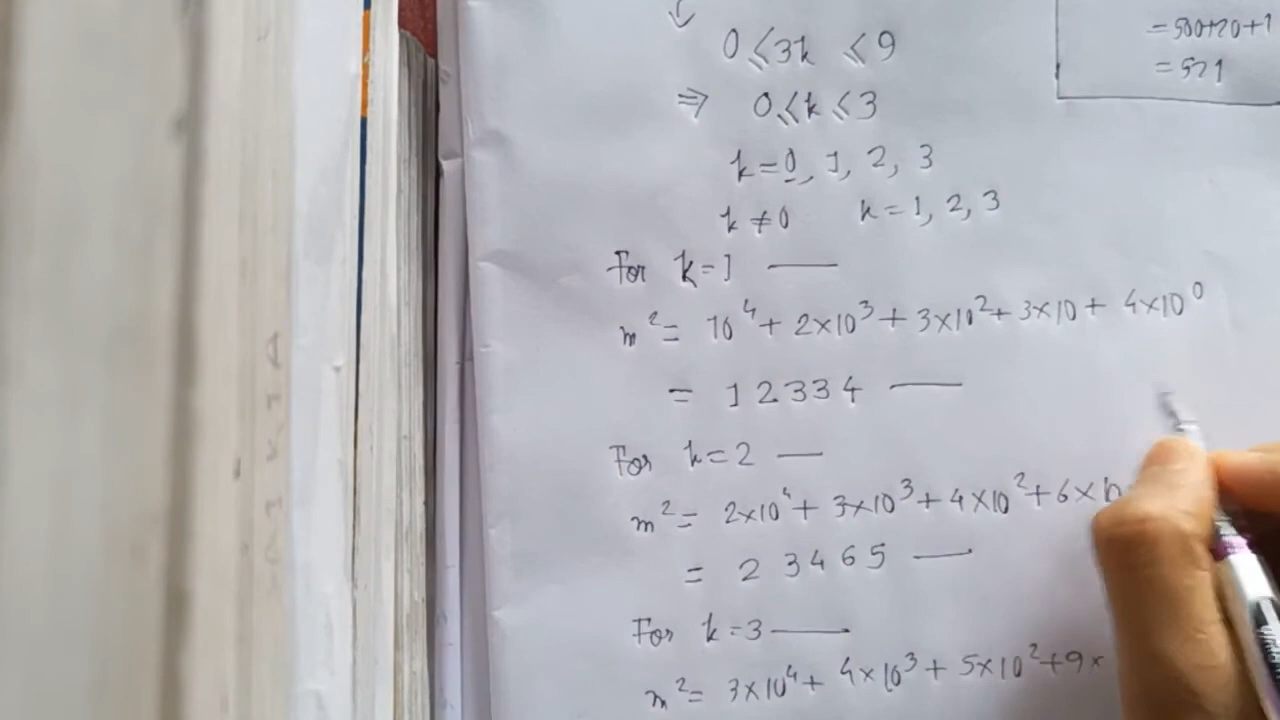 = 500+20+1
= 521
0 ⩽ 3k ⩽ 9
⇒ 0 ⩽ k ⩽ 3
k = 0, 1, 2, 3
k ≠ 0 k = 1, 2, 3
For k = 1 —
m² = 10⁴ + 2×10³ + 3×10² + 3×10 + 4×10⁰
= 12334 —
For k = 2 —
m² = 2×10⁴ + 3×10³ + 4×10² + 6×
= 23465 —
For k = 3 —
m² = 3×10⁴ + 4×10³ + 5×10² + 9×